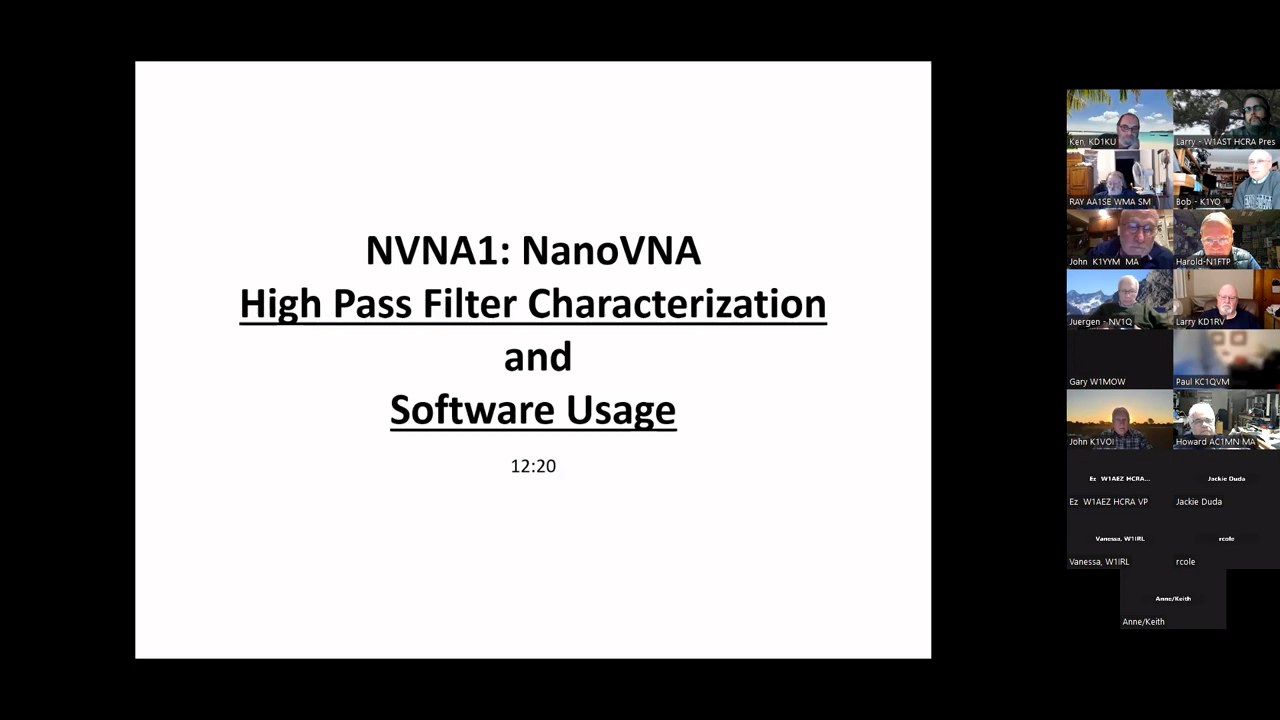 NVNA1: NanoVNA
High Pass Filter Characterization
and
Software Usage
12:20
Ken, KD1KU
Larry - W1AST HCRA Pres
RAY AA1SE WMA SM
Bob - K1YO
John K1YYM MA
Harold-N1FTP
Juergen - NV1Q
Larry KD1RV
Gary W1MOW
Paul KC1QVM
John K1VOI
Howard AC1MN MA
Ez W1AEZ HCRA...
Jackie Duda
Ez W1AEZ HCRA VP
Jackie Duda
Vanessa, W1IRL
rcole
Vanessa, W1IRL
rcole
Anne/Keith
Anne/Keith